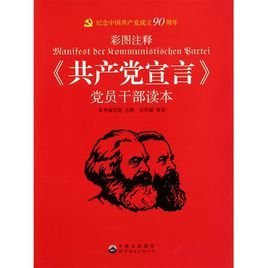 纪念中国共产党成立90周年
彩图注释
Manifest der Kommunistischen Partei
《共产党宣言》
党员干部读本